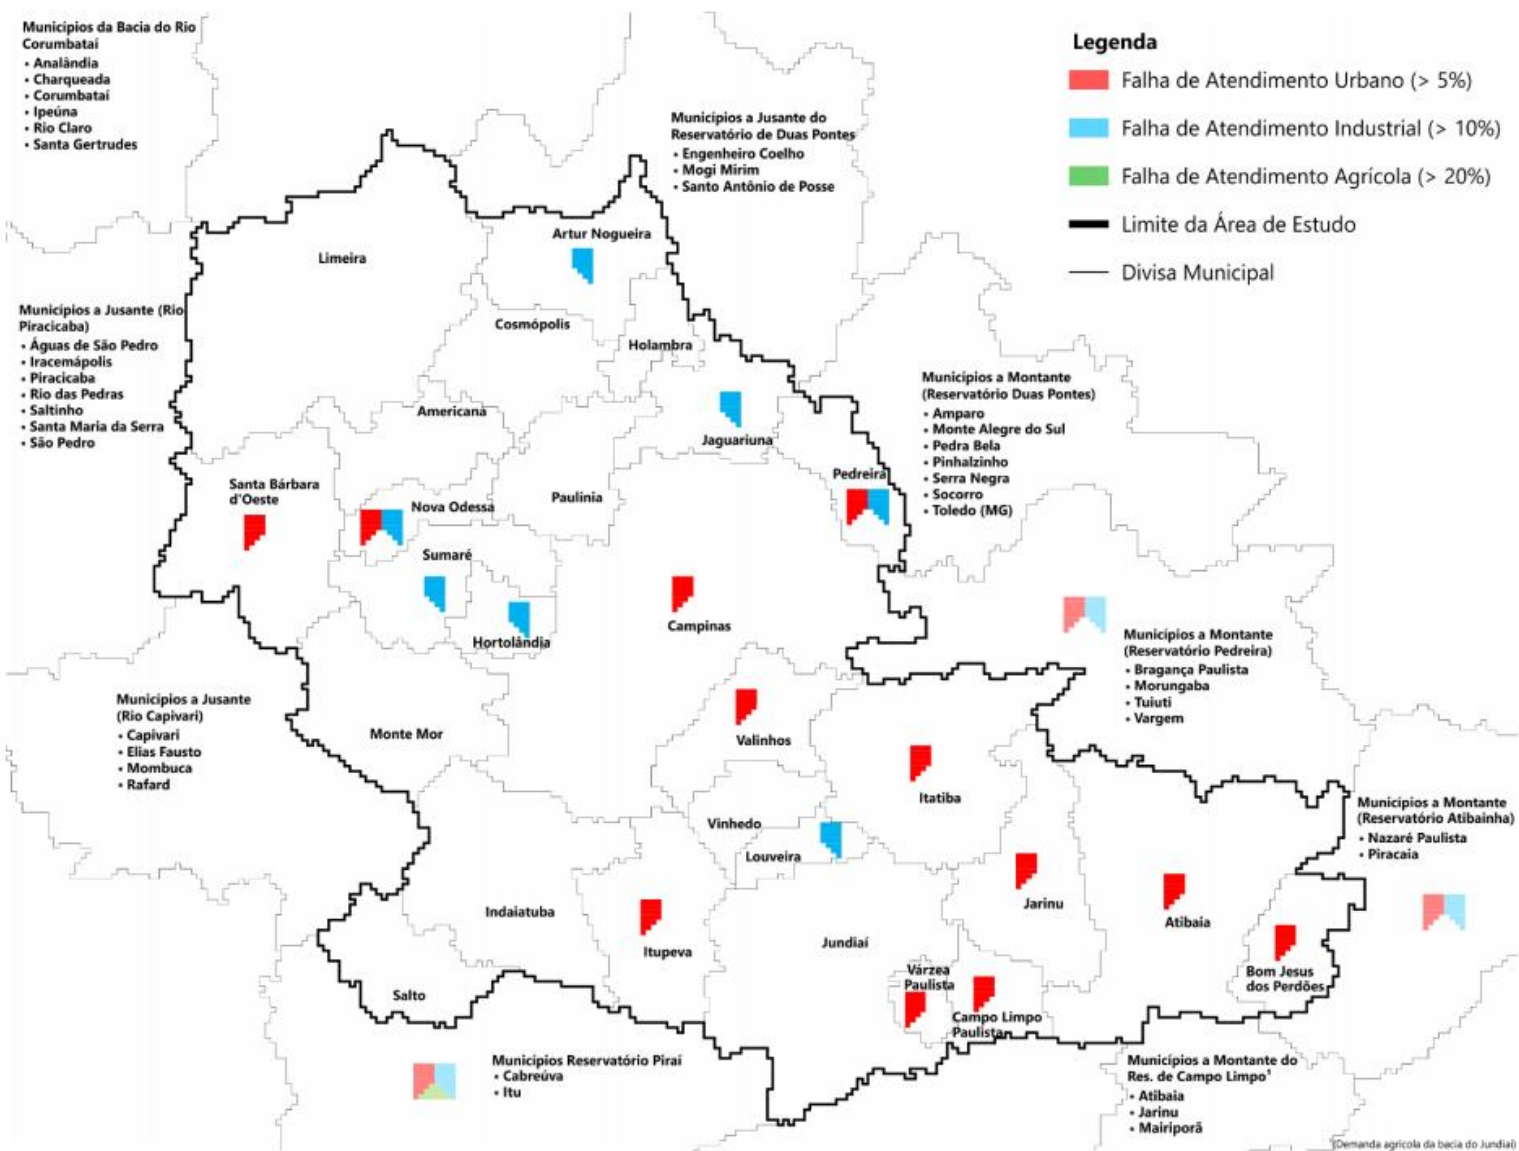 Municípios da Bacia do Rio
Corumbataí
• Analândia
• Charqueada
• Corumbataí
• Ipeúna
• Rio Claro
• Santa Gertrudes
Municípios a Jusante do
Reservatório de Duas Pontes
• Engenheiro Coelho
• Mogi Mirim
• Santo Antônio de Posse
Legenda
Falha de Atendimento Urbano (> 5%)
Falha de Atendimento Industrial (> 10%)
Falha de Atendimento Agrícola (> 20%)
Limite da Área de Estudo
Divisa Municipal
Artur Nogueira
Limeira
Cosmópolis
Holambra
Municípios a Jusante (Rio
Piracicaba)
• Águas de São Pedro
• Iracemápolis
• Piracicaba
• Rio das Pedras
• Saltinho
• Santa Maria da Serra
• São Pedro
Americana
Jaguariuna
Municípios a Montante
(Reservatório Duas Pontes)
• Amparo
• Monte Alegre do Sul
• Pedra Bela
• Pinhalzinho
• Serra Negra
• Socorro
• Toledo (MG)
Pedreira
Santa Bárbara
d'Oeste
Nova Odessa
Paulínia
Sumaré
Hortolândia
Campinas
Municípios a Montante
(Reservatório Pedreira)
• Bragança Paulista
• Morungaba
• Tuiuti
• Vargem
Municípios a Jusante
(Rio Capivari)
• Capivari
• Elias Fausto
• Mombuca
• Rafard
Monte Mor
Valinhos
Itatiba
Vinhedo
Louveira
Municípios a Montante
(Reservatório Atibainha)
• Nazaré Paulista
• Piracaia
Indaiatuba
Itupeva
Jundiaí
Jarinu
Atibaia
Várzea
Paulista
Campo Limpo
Paulista
Bom Jesus
dos Perdões
Salto
Municípios Reservatório Piraí
• Cabreúva
• Itu
Municípios a Montante do
Res. de Campo Limpo¹
• Atibaia
• Jarinu
• Mairiporã
¹(Demanda agrícola da bacia do Jundiaí)